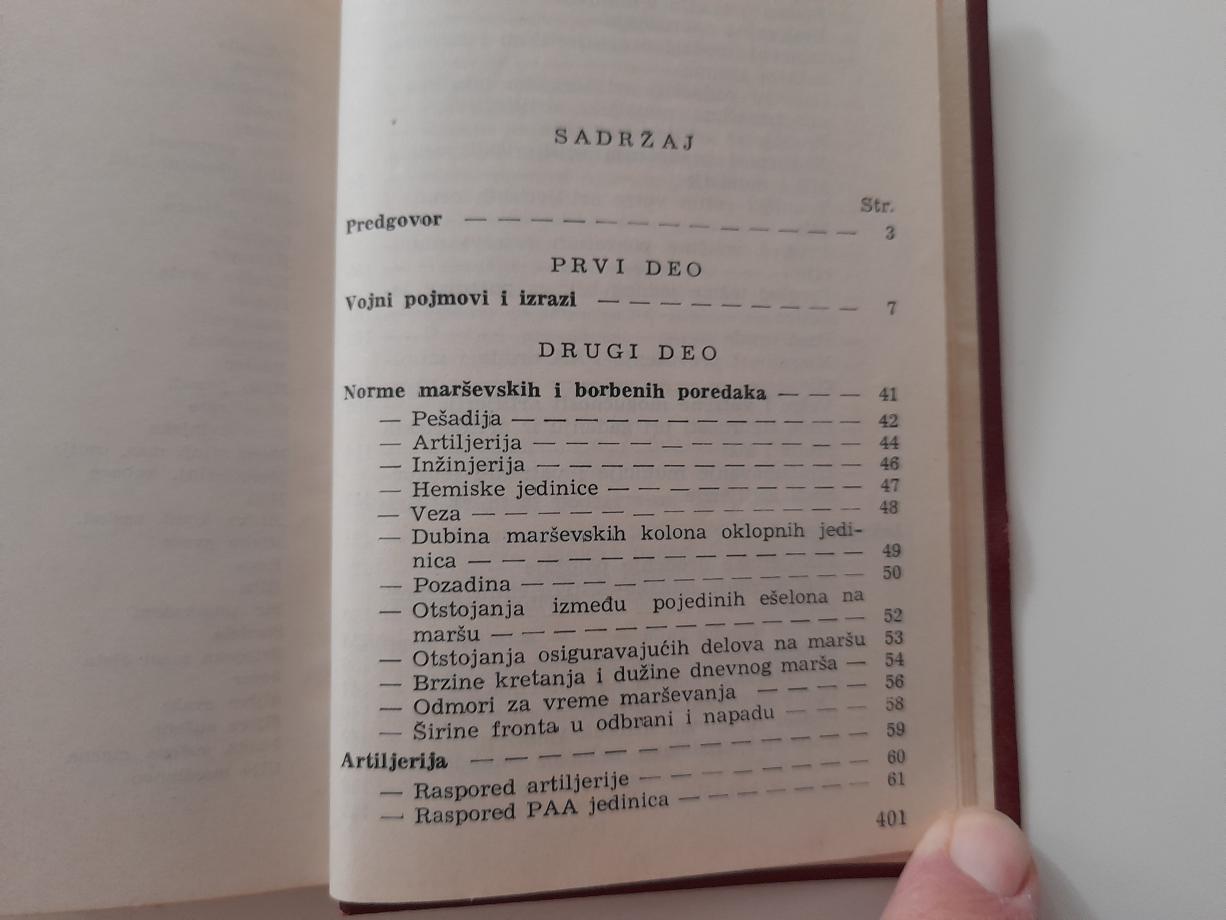 SADRŽAJ
Str.
Predgovor — — — — — — — — — — — — 3
PRVI DEO
Vojni pojmovi i izrazi — — — — — — — — 7
DRUGI DEO
Norme marševskih i borbenih poredaka — — — 41
— Pešadija — — — — — — — — — — — 42
— Artiljerija — — — — — — — — — — 44
— Inžinjerija — — — — — — — — — — 46
— Hemiske jedinice — — — — — — — — 47
— Veza — — — — — — — — — — — — 48
— Dubina marševskih kolona oklopnih jedi-
nica — — — — — — — — — — — — 49
— Pozadina — — — — — — — — — — — 50
— Otstojanja između pojedinih ešelona na
maršu — — — — — — — — — — — 52
— Otstojanja osiguravajućih delova na maršu 53
— Brzine kretanja i dužine dnevnog marša — 54
— Odmori za vreme marševanja — — — — 56
— Širine fronta u odbrani i napadu — — — 58
Artiljerija — — — — — — — — — — — — 59
— Raspored artiljerije — — — — — — — 60
— Raspored PAA jedinica — — — — — — 61
401